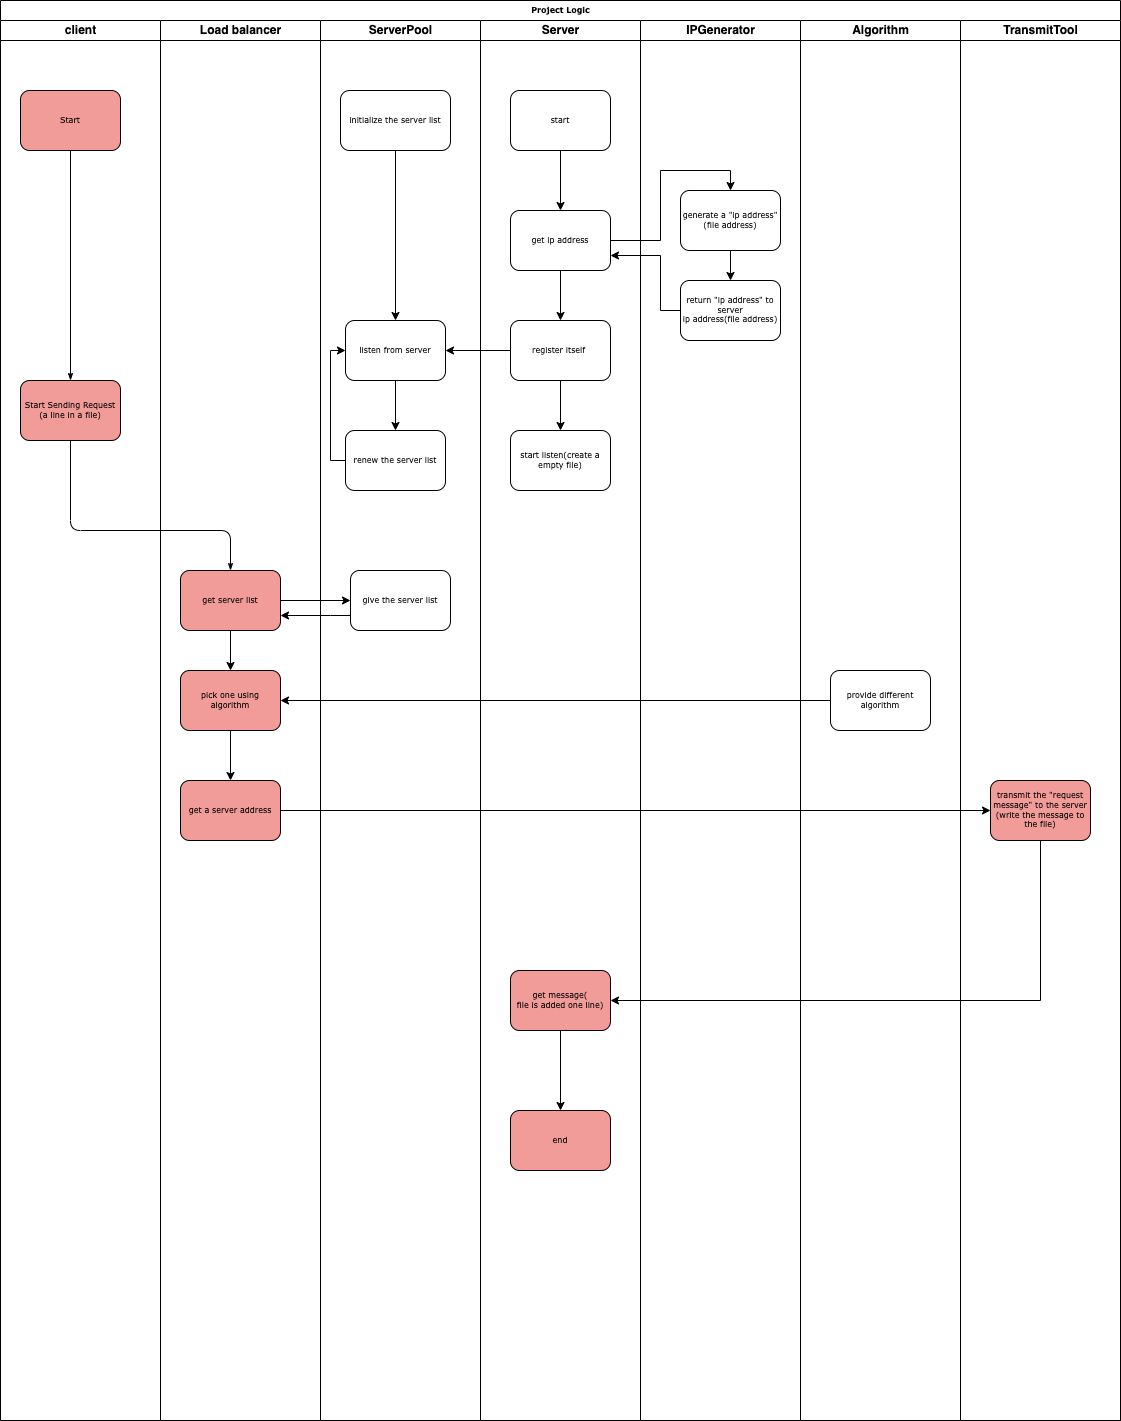 Project Logic
client
Load balancer
ServerPool
Server
IPGenerator
Algorithm
TransmitTool
Start
initialize the server list
start
generate a "ip address"
(file address)
get ip address
return "ip address" to
server
ip address(file address)
listen from server
register itself
Start Sending Request
(a line in a file)
renew the server list
start listen(create a
empty file)
get server list
give the server list
pick one using
algorithm
provide different
algorithm
get a server address
transmit the "request
message" to the server
(write the message to
the file)
get message(
file is added one line)
end